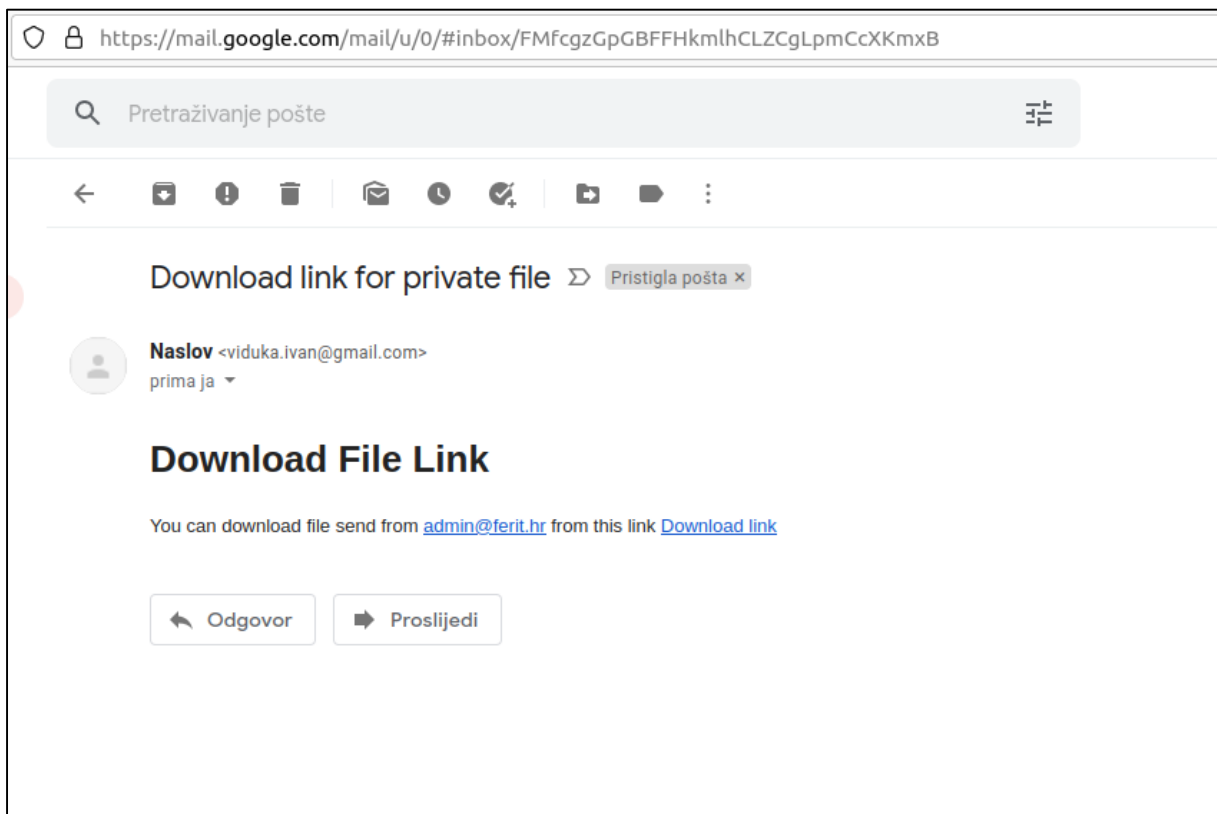 https://mail.google.com/mail/u/0/#inbox/FMfcgzGpGBFFHkmlhCLZCgLpmCcXKmxB
Pretraživanje pošte
Download link for private file Pristigla pošta ×
Naslov <viduka.ivan@gmail.com>
prima ja
Download File Link
You can download file send from admin@ferit.hr from this link Download link
Odgovor Proslijedi